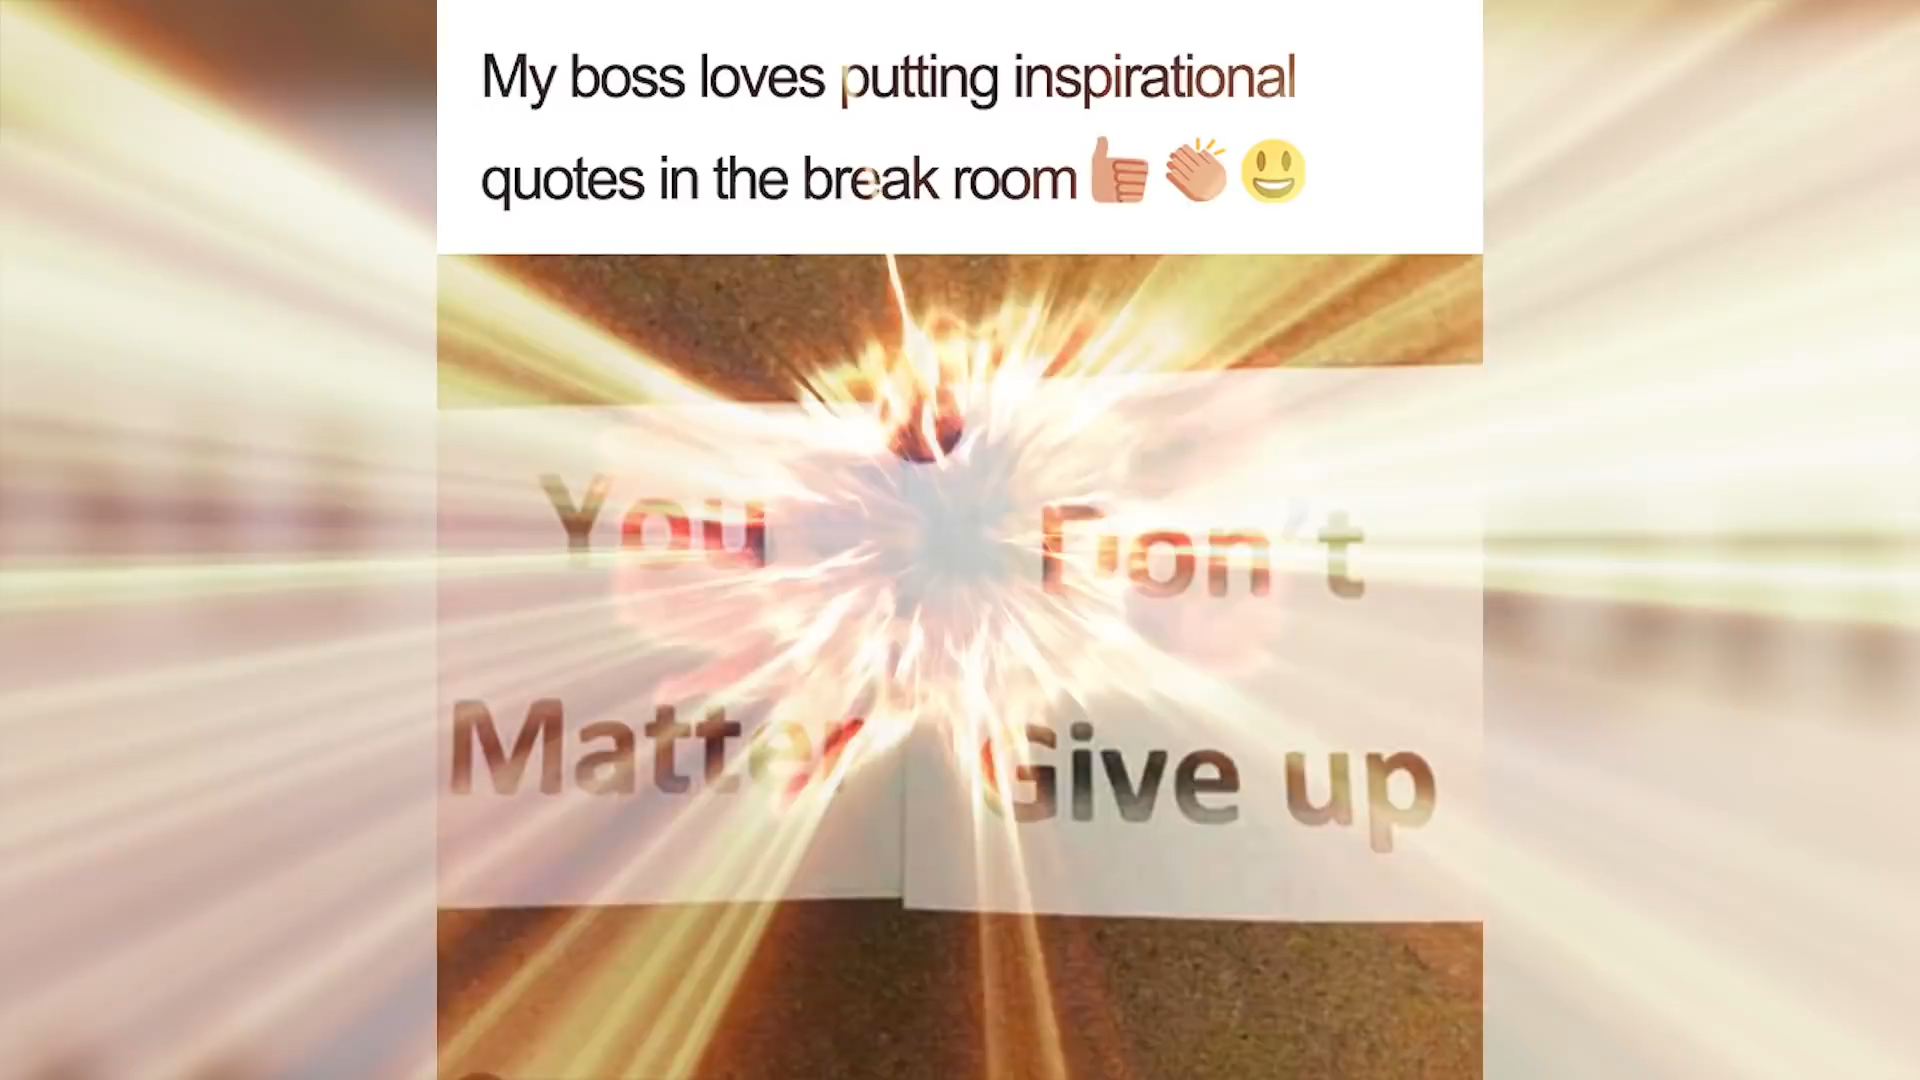 My boss loves putting inspirational
quotes in the break room 👍 👏 😃
You Don't
Matter Give up